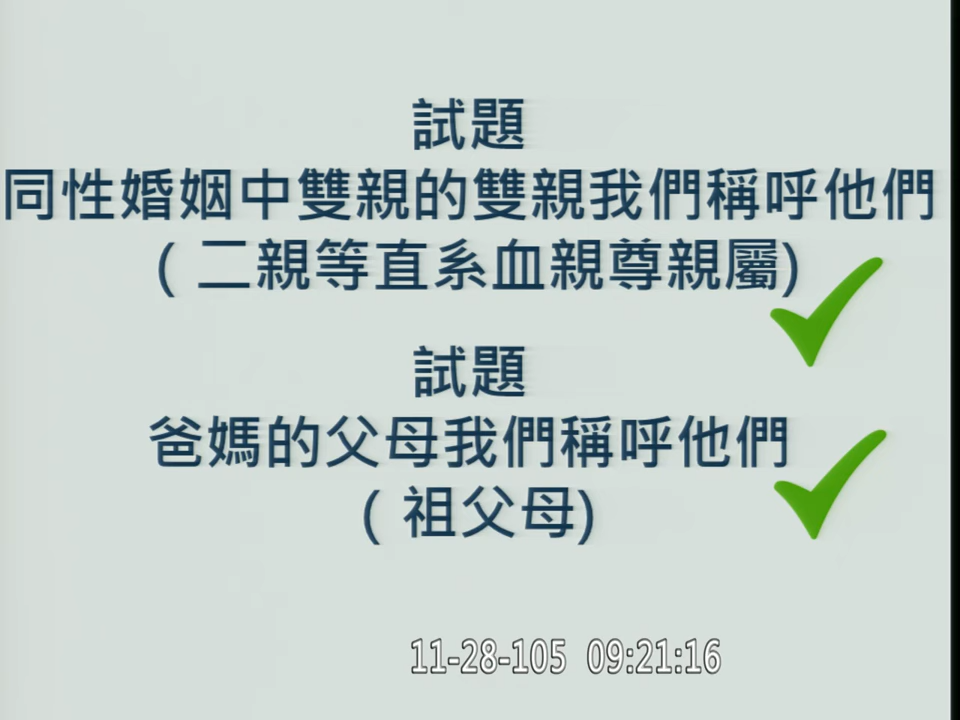 試題
同性婚姻中雙親的雙親我們稱呼他們
( 二親等直系血親尊親屬)
試題
爸媽的父母我們稱呼他們
( 祖父母)
11-28-105 09:21:16